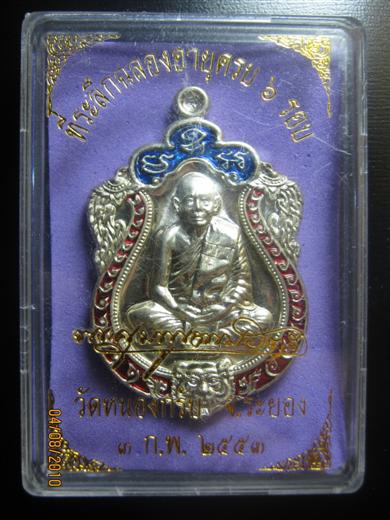 ที่ระลึกฉลองอายุครบ ๖ รอบ
วัดหนองกรับ จ.ระยอง
๓ ก.พ. ๒๕๕๓
04/08/2010